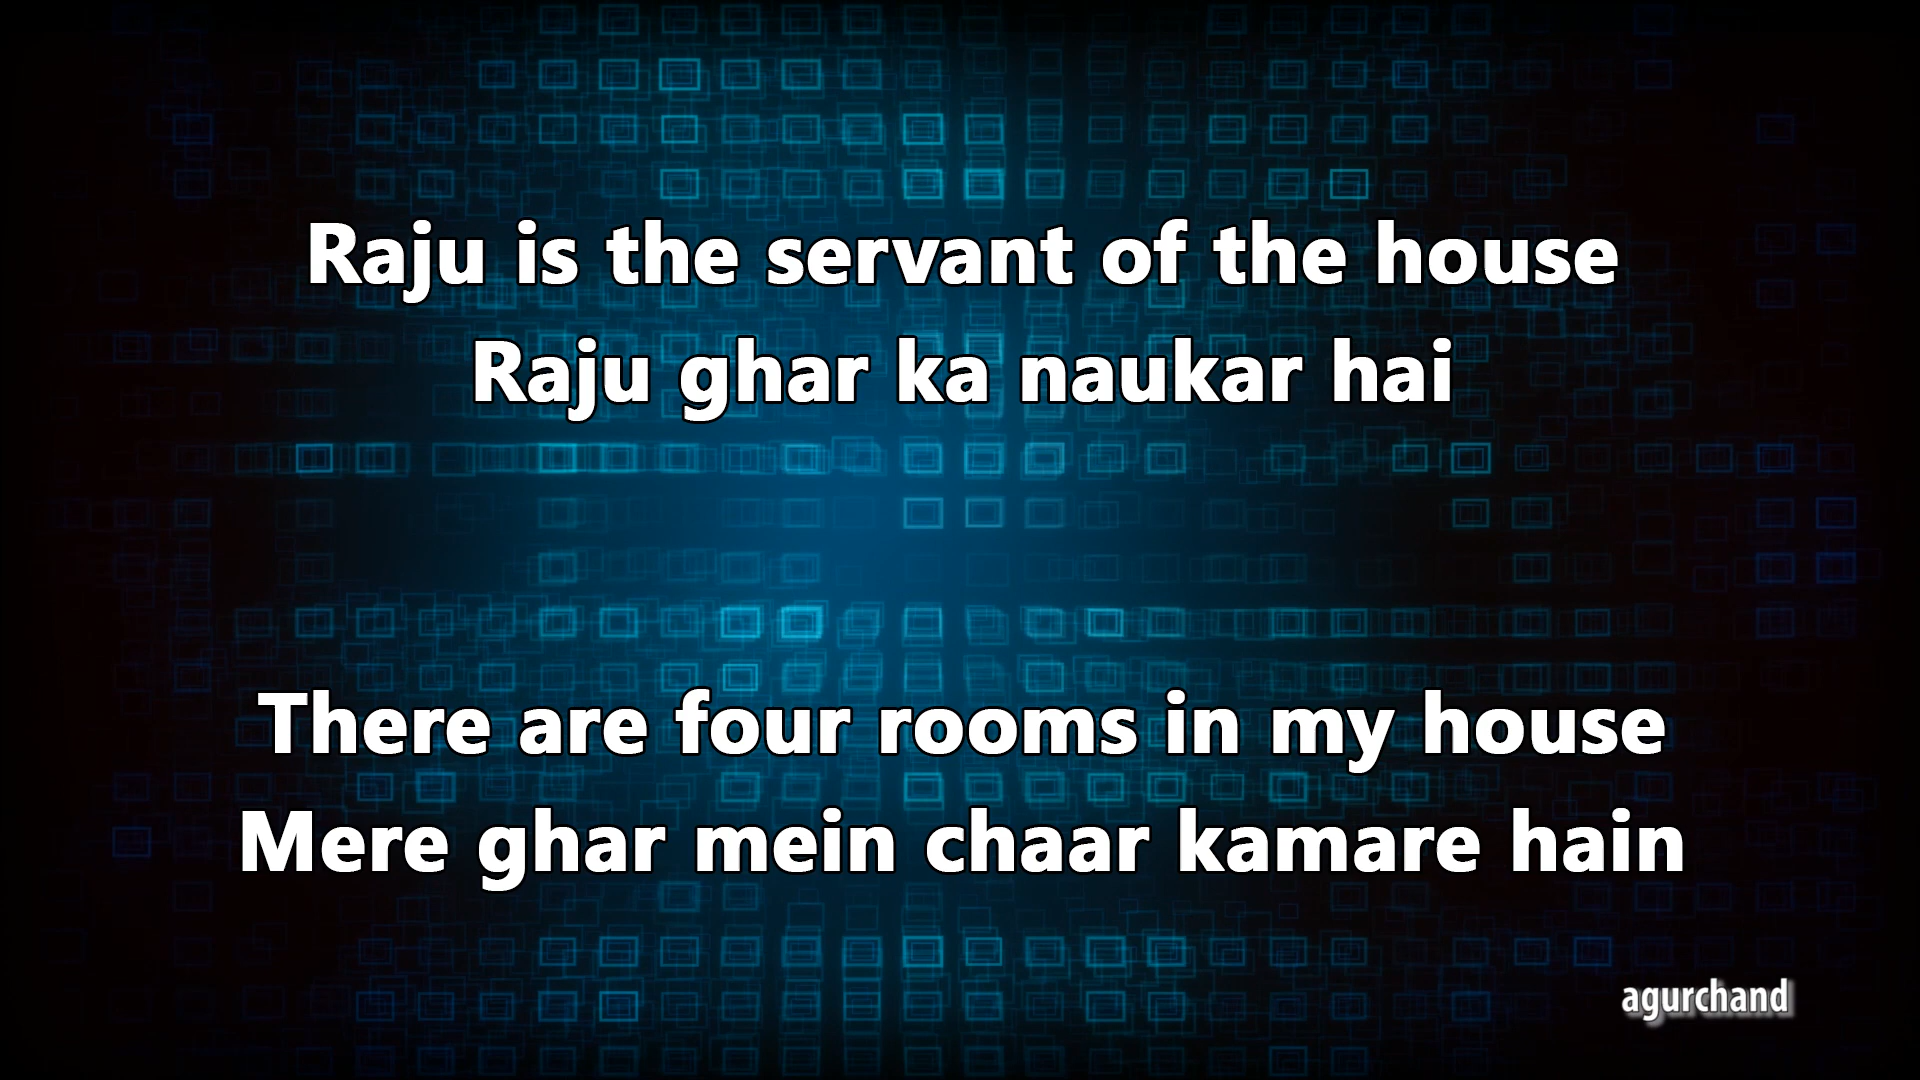 Raju is the servant of the house
Raju ghar ka naukar hai
There are four rooms in my house
Mere ghar mein chaar kamare hain
agurchand